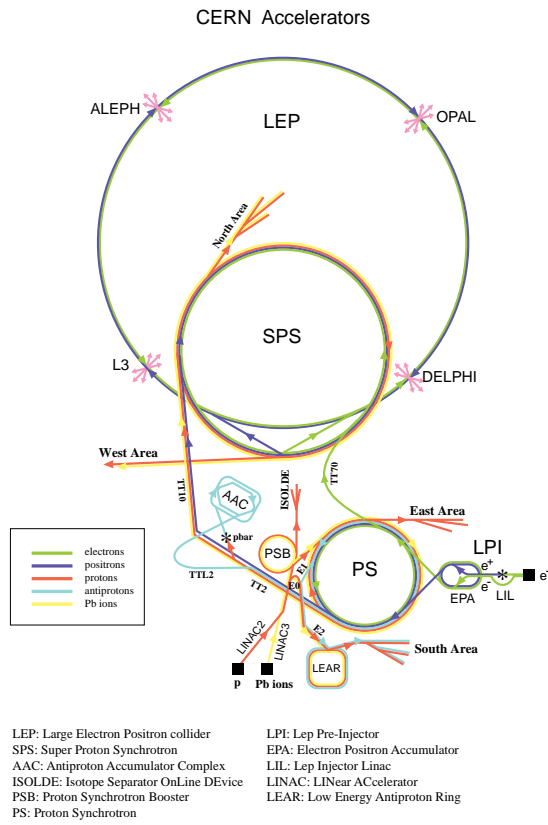 CERN Accelerators
ALEPH
LEP
OPAL
North Area
SPS
L3
DELPHI
West Area
TT10
ISOLDE
TT70
AAC
East Area
pbar
PSB
PS
LPI
electrons
positrons
protons
antiprotons
Pb ions
TTL2
TT2
E1
E0
e+
e-
e-
EPA
LIL
LINAC2
LINAC3
E2
South Area
LEAR
p
Pb ions
LEP: Large Electron Positron collider
SPS: Super Proton Synchrotron
AAC: Antiproton Accumulator Complex
ISOLDE: Isotope Separator OnLine DEvice
PSB: Proton Synchrotron Booster
PS: Proton Synchrotron
LPI: Lep Pre-Injector
EPA: Electron Positron Accumulator
LIL: Lep Injector Linac
LINAC: LINear ACcelerator
LEAR: Low Energy Antiproton Ring